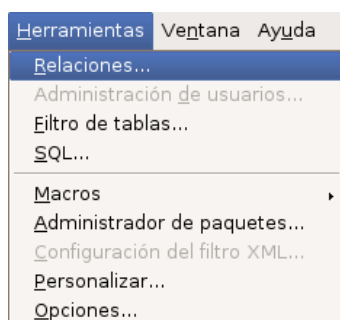 Herramientas Ventana Ayuda
Relaciones...
Administración de usuarios...
Filtro de tablas...
SQL...
Macros
Administrador de paquetes...
Configuración del filtro XML...
Personalizar...
Opciones...